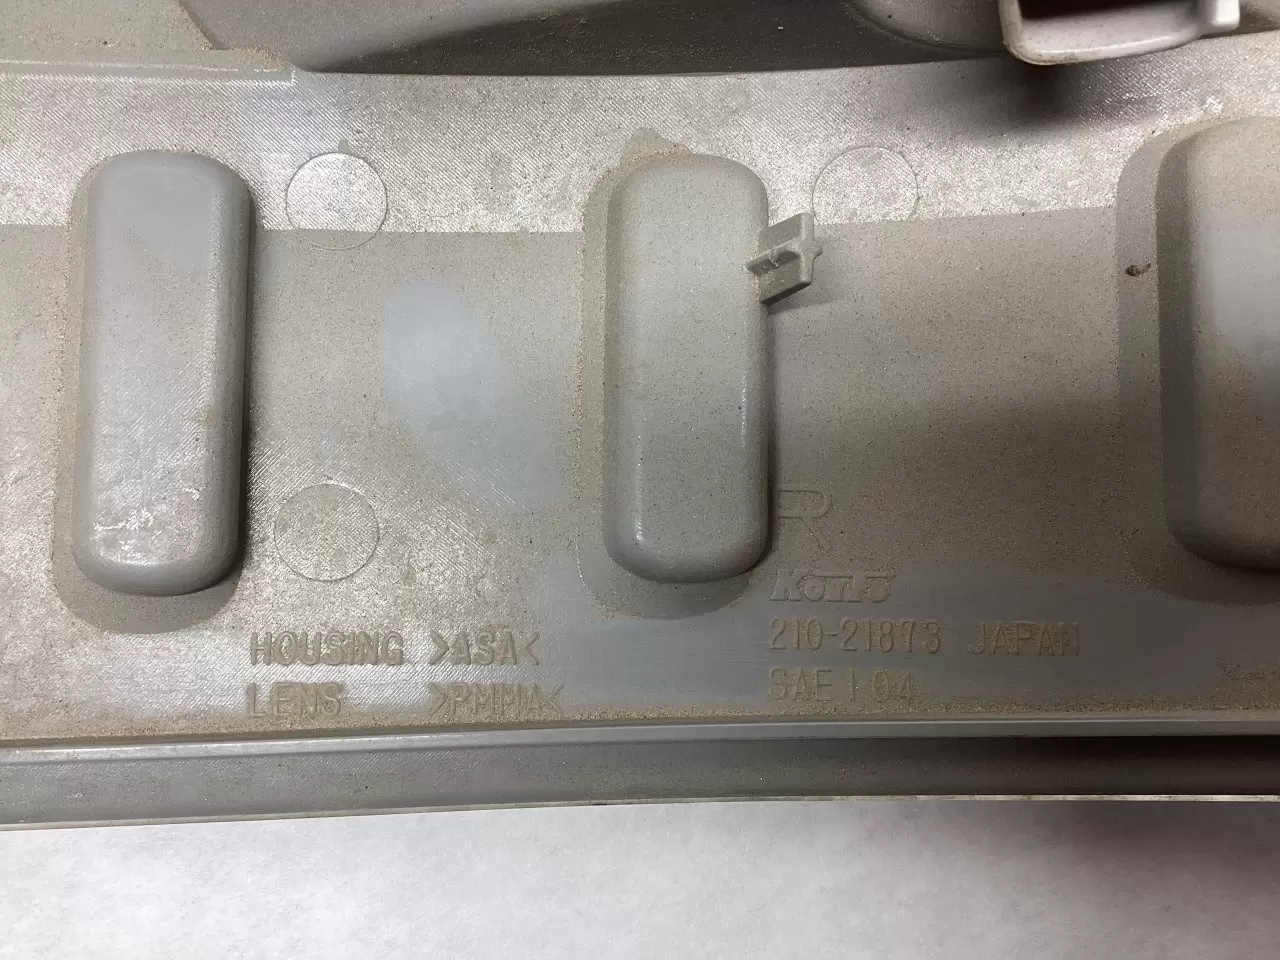 R
Koito
HOUSING >ASA<
210-21873 JAPAN
LENS >PMMA<
SAE I 04